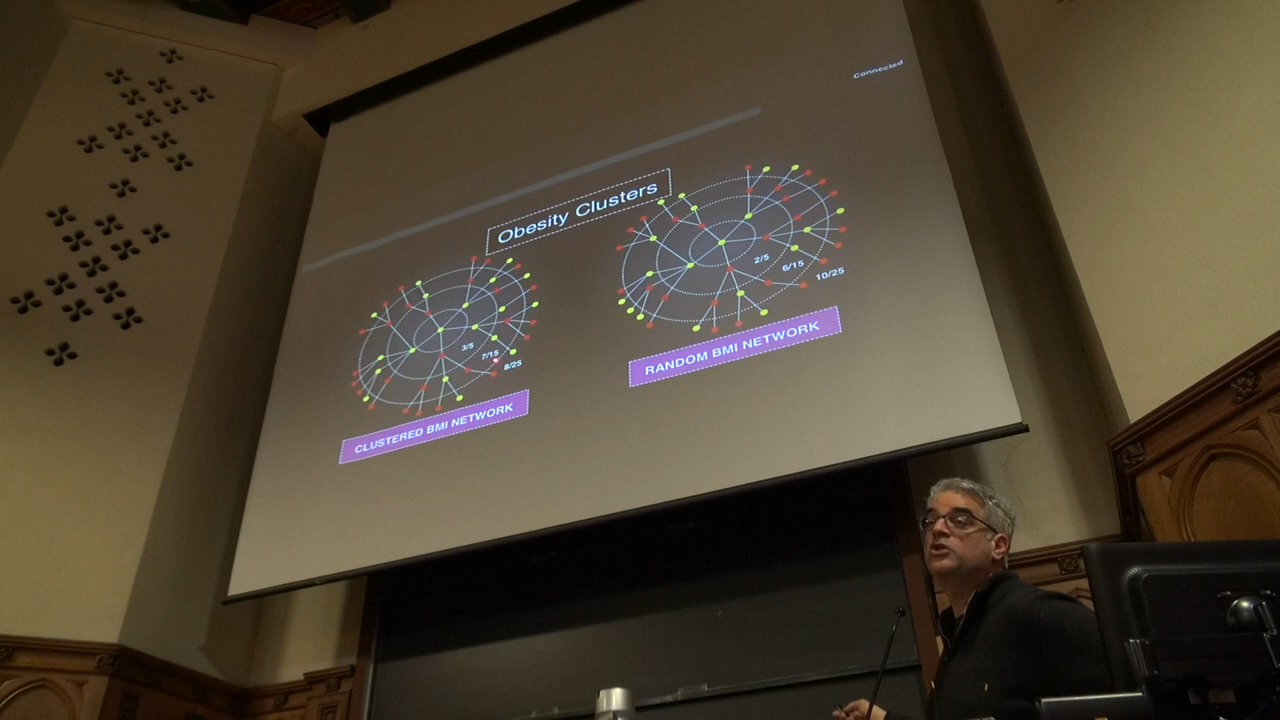 Connected
Obesity Clusters
3/5
7/15
8/25
CLUSTERED BMI NETWORK
2/5
6/15
10/25
RANDOM BMI NETWORK